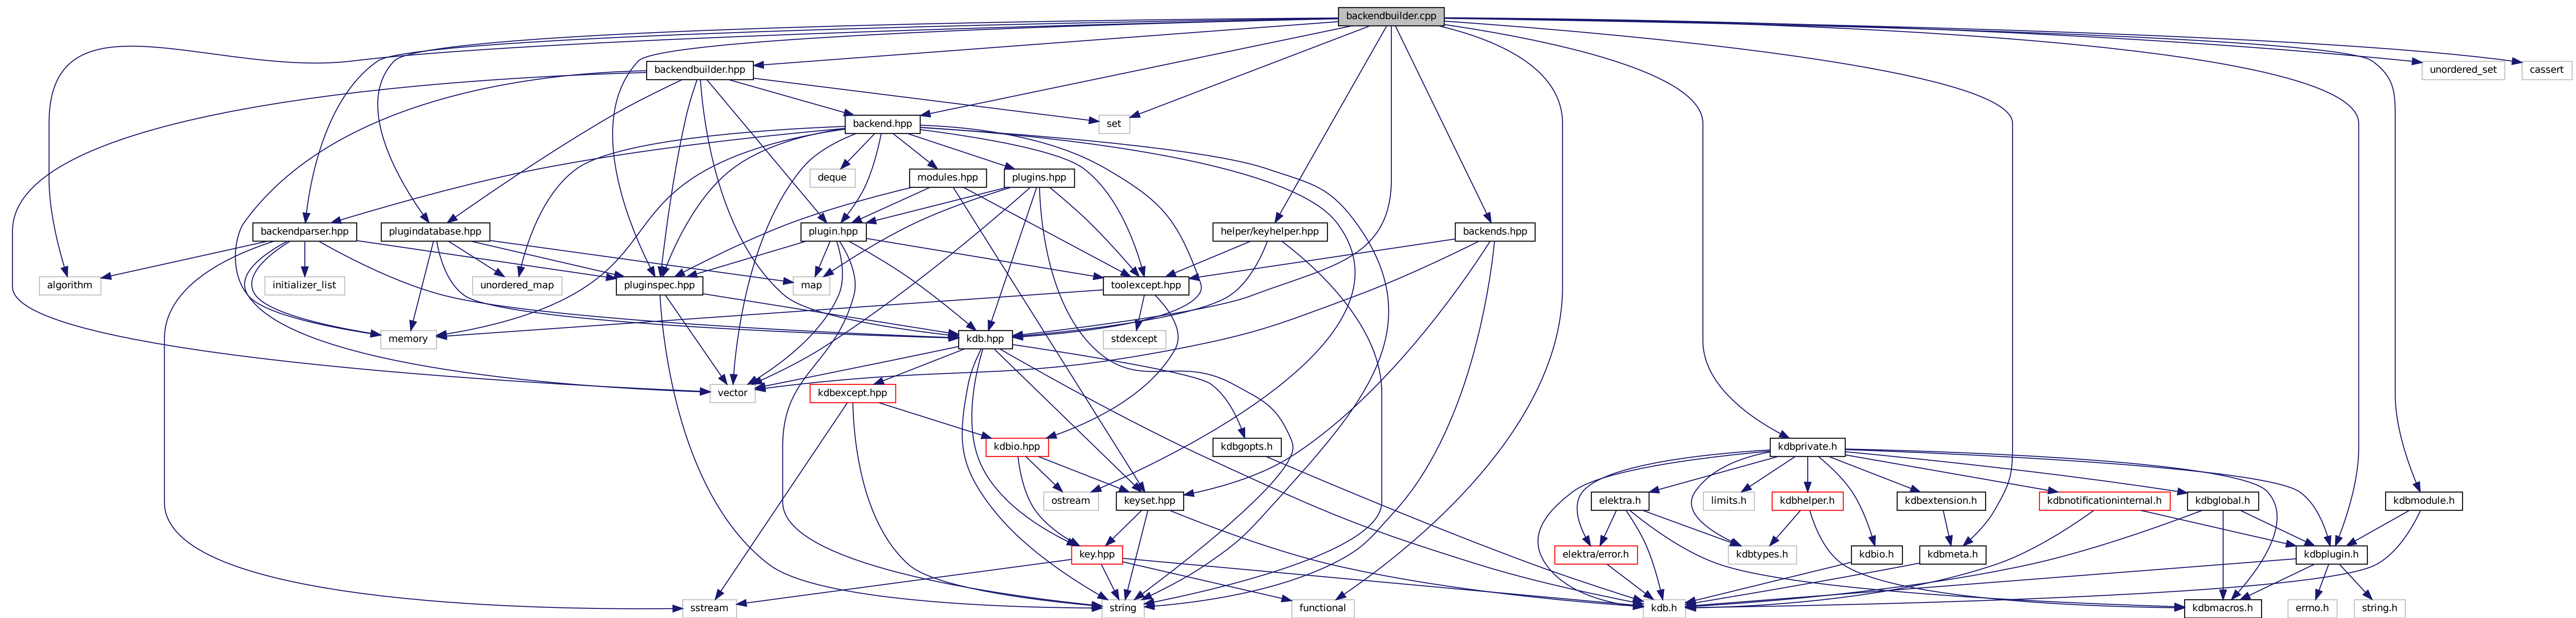 backendbuilder.cpp
backendbuilder.hpp
unordered_set
cassert
backend.hpp
set
deque
modules.hpp
plugins.hpp
backendparser.hpp
plugindatabase.hpp
plugin.hpp
helper/keyhelper.hpp
backends.hpp
algorithm
initializer_list
unordered_map
pluginspec.hpp
map
toolexcept.hpp
memory
kdb.hpp
stdexcept
vector
kdbexcept.hpp
kdbio.hpp
kdbgopts.h
kdbprivate.h
ostream
keyset.hpp
elektra.h
limits.h
kdbhelper.h
kdbextension.h
kdbnotificationinternal.h
kdbglobal.h
kdbmodule.h
key.hpp
elektra/error.h
kdbtypes.h
kdbio.h
kdbmeta.h
kdbplugin.h
sstream
string
functional
kdb.h
kdbmacros.h
errno.h
string.h